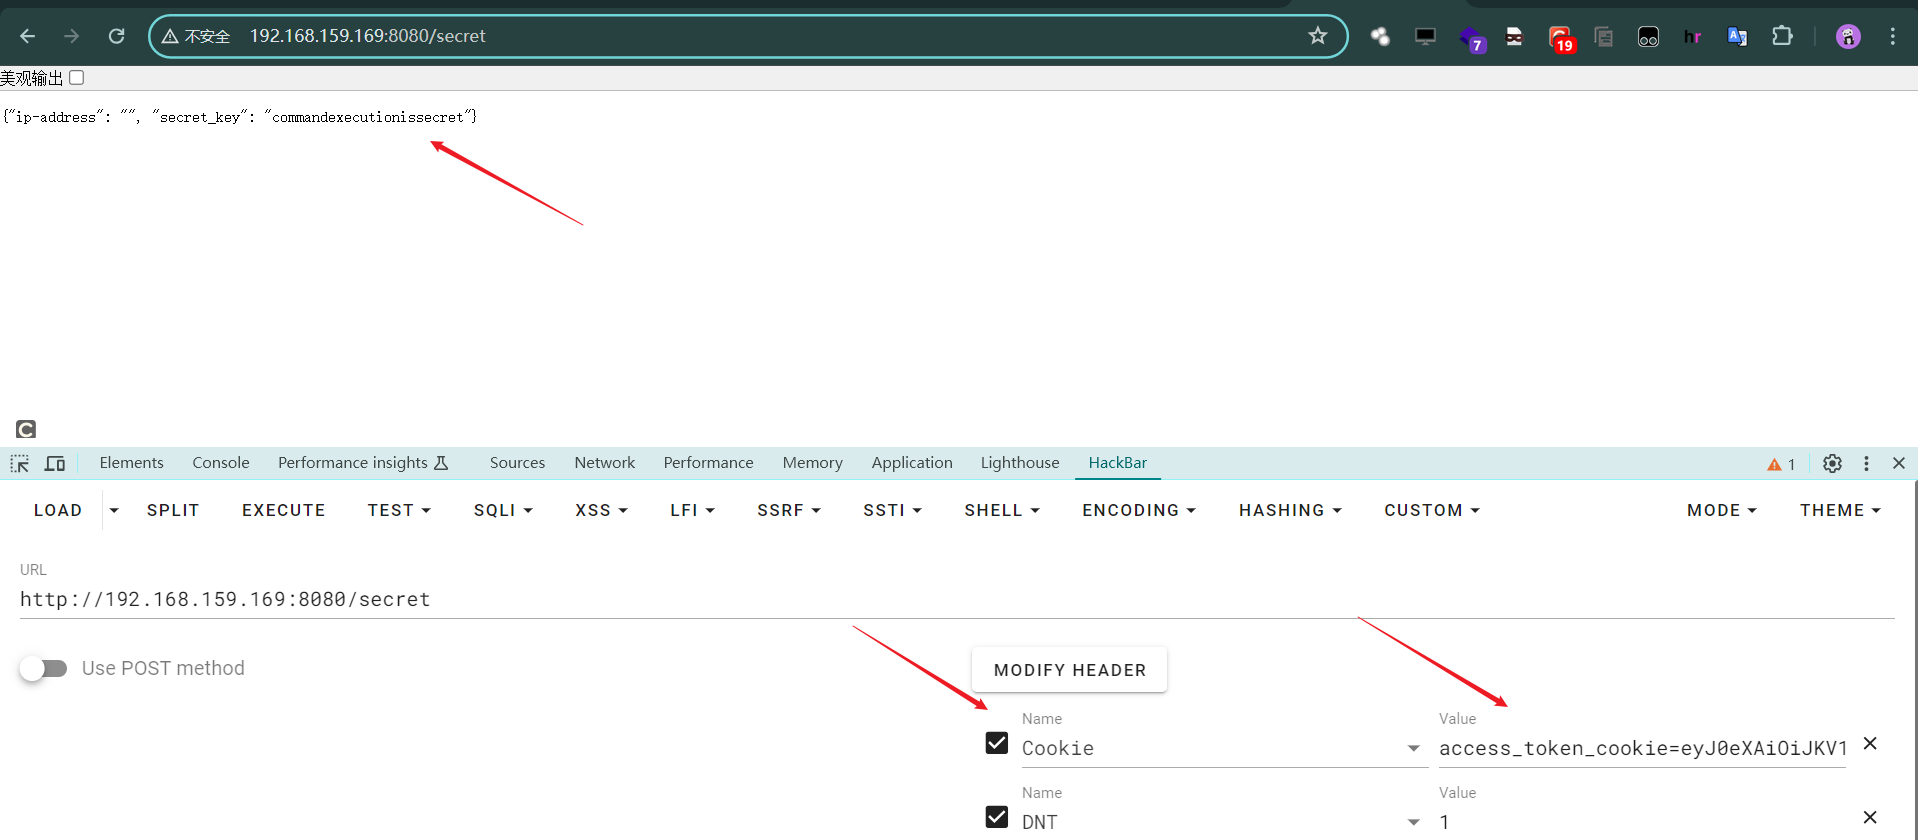 不安全 192.168.159.169:8080/secret
7
19
hr
美观输出
{"ip-address": "", "secret_key": "commandexecutionissecret"}
Elements Console Performance insights Sources Network Performance Memory Application Lighthouse HackBar 1
LOAD SPLIT EXECUTE TEST SQLI XSS LFI SSRF SSTI SHELL ENCODING HASHING CUSTOM MODE THEME
URL
http://192.168.159.169:8080/secret
Use POST method
MODIFY HEADER
Name Value
Cookie access_token_cookie=eyJ0eXAiOiJKV1
Name Value
DNT 1